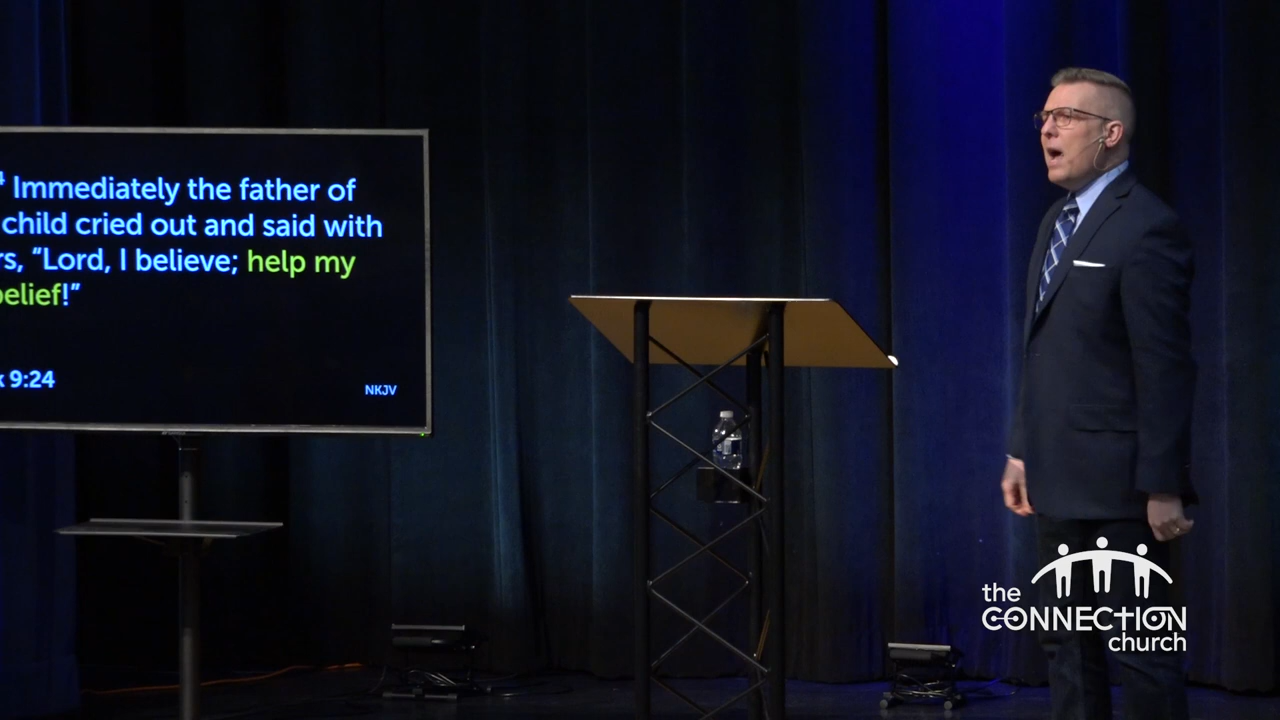 4 Immediately the father of
child cried out and said with
rs, “Lord, I believe; help my
belief!”
k 9:24
NKJV
the
CONNECTION
church